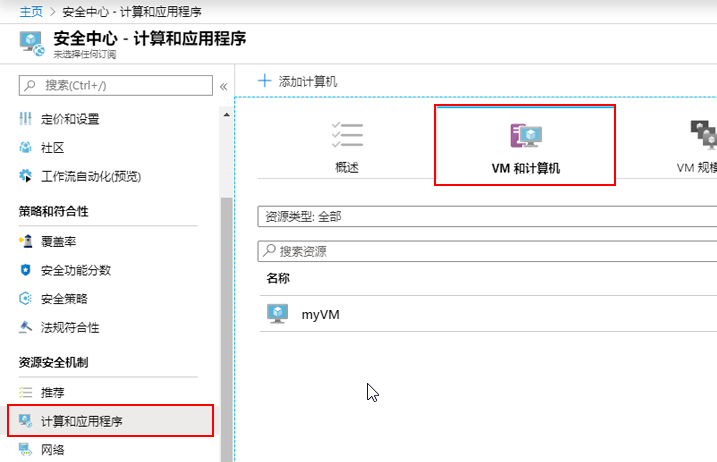 主页 > 安全中心 - 计算和应用程序
安全中心 - 计算和应用程序
未选择任何订阅
搜索(Ctrl+/)
«
定价和设置
社区
工作流自动化(预览)
策略和符合性
覆盖率
安全功能分数
安全策略
法规符合性
资源安全机制
推荐
计算和应用程序
网络
添加计算机
概述
VM 和计算机
VM 规模
资源类型: 全部
搜索资源
名称
myVM